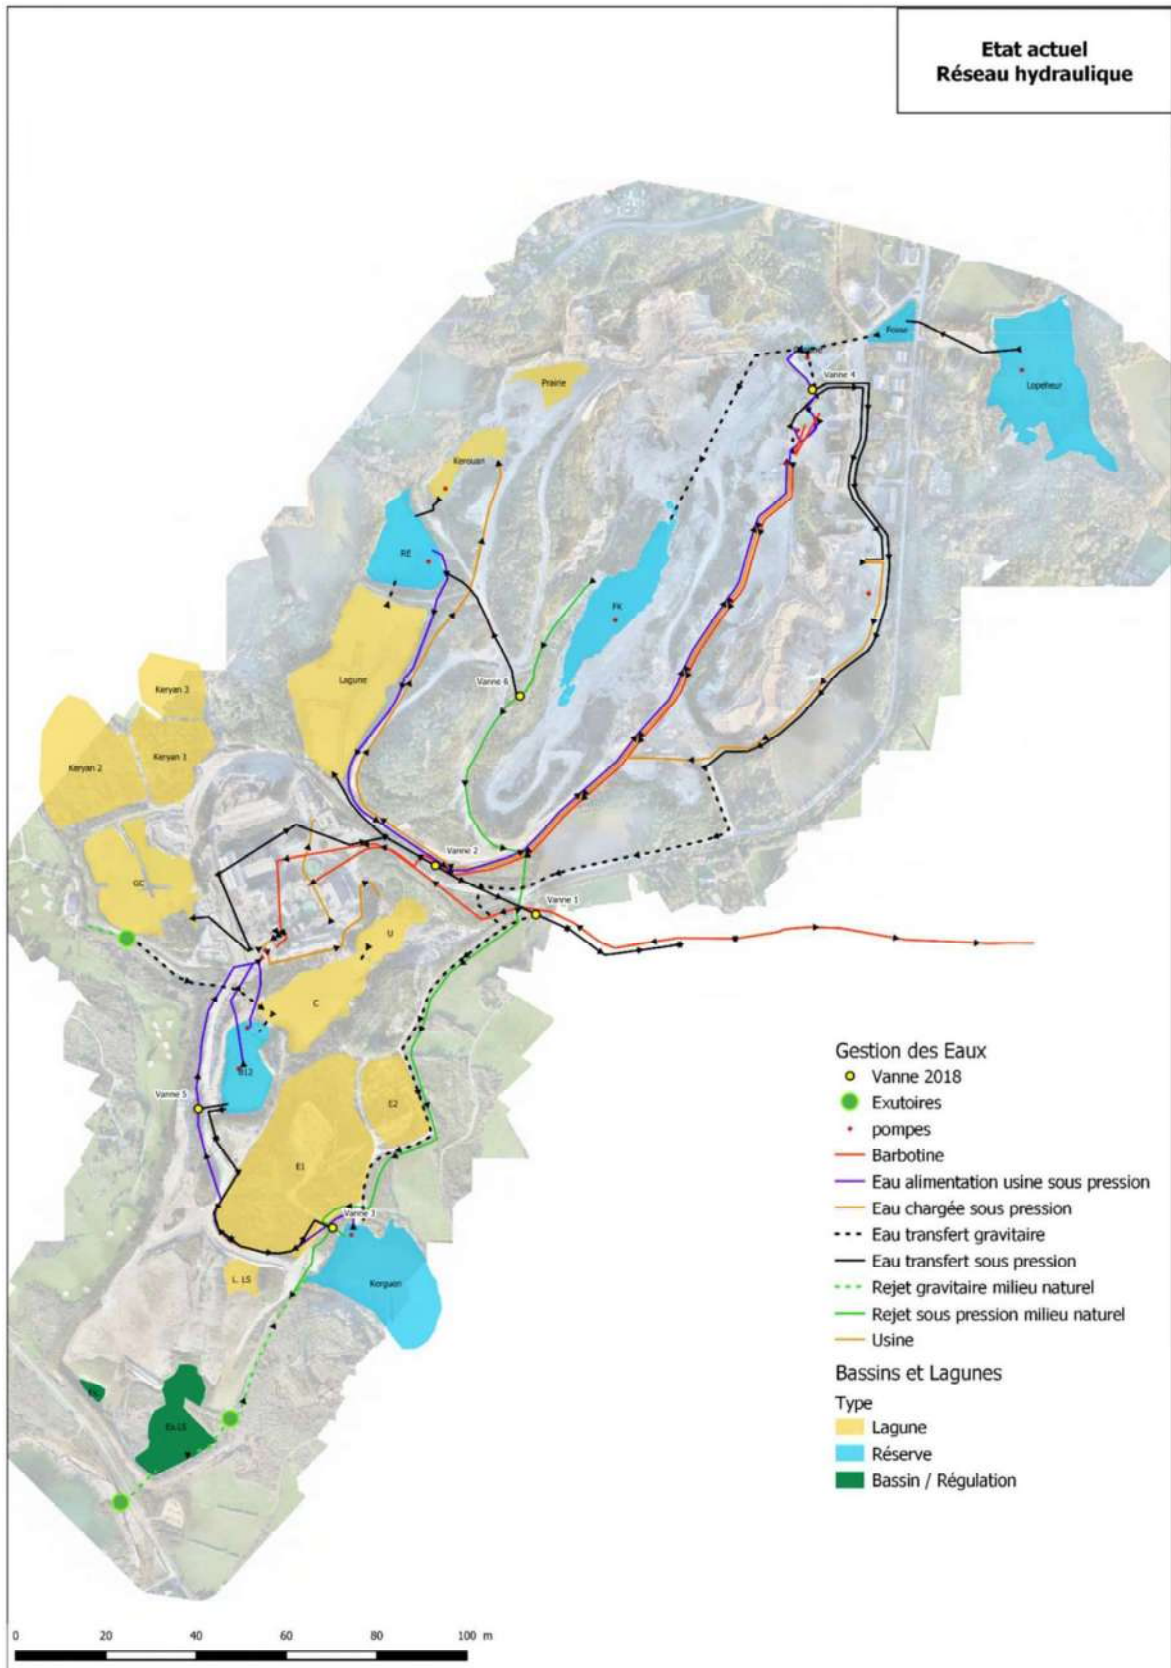 Etat actuel
Réseau hydraulique
Fosse
Lopeheur
Vanne 4
Prairie
Kerouan
RE
FK
Lagune
Vanne 6
Keryan 3
Keryan 1
Keryan 2
GC
Vanne 2
Vanne 1
U
C
B12
Vanne 5
E2
E1
Vanne 3
L. LS
Korguen
Ex.LS
Gestion des Eaux
Vanne 2018
Exutoires
pompes
Barbotine
Eau alimentation usine sous pression
Eau chargée sous pression
Eau transfert gravitaire
Eau transfert sous pression
Rejet gravitaire milieu naturel
Rejet sous pression milieu naturel
Usine
Bassins et Lagunes
Type
Lagune
Réserve
Bassin / Régulation
0 20 40 60 80 100 m